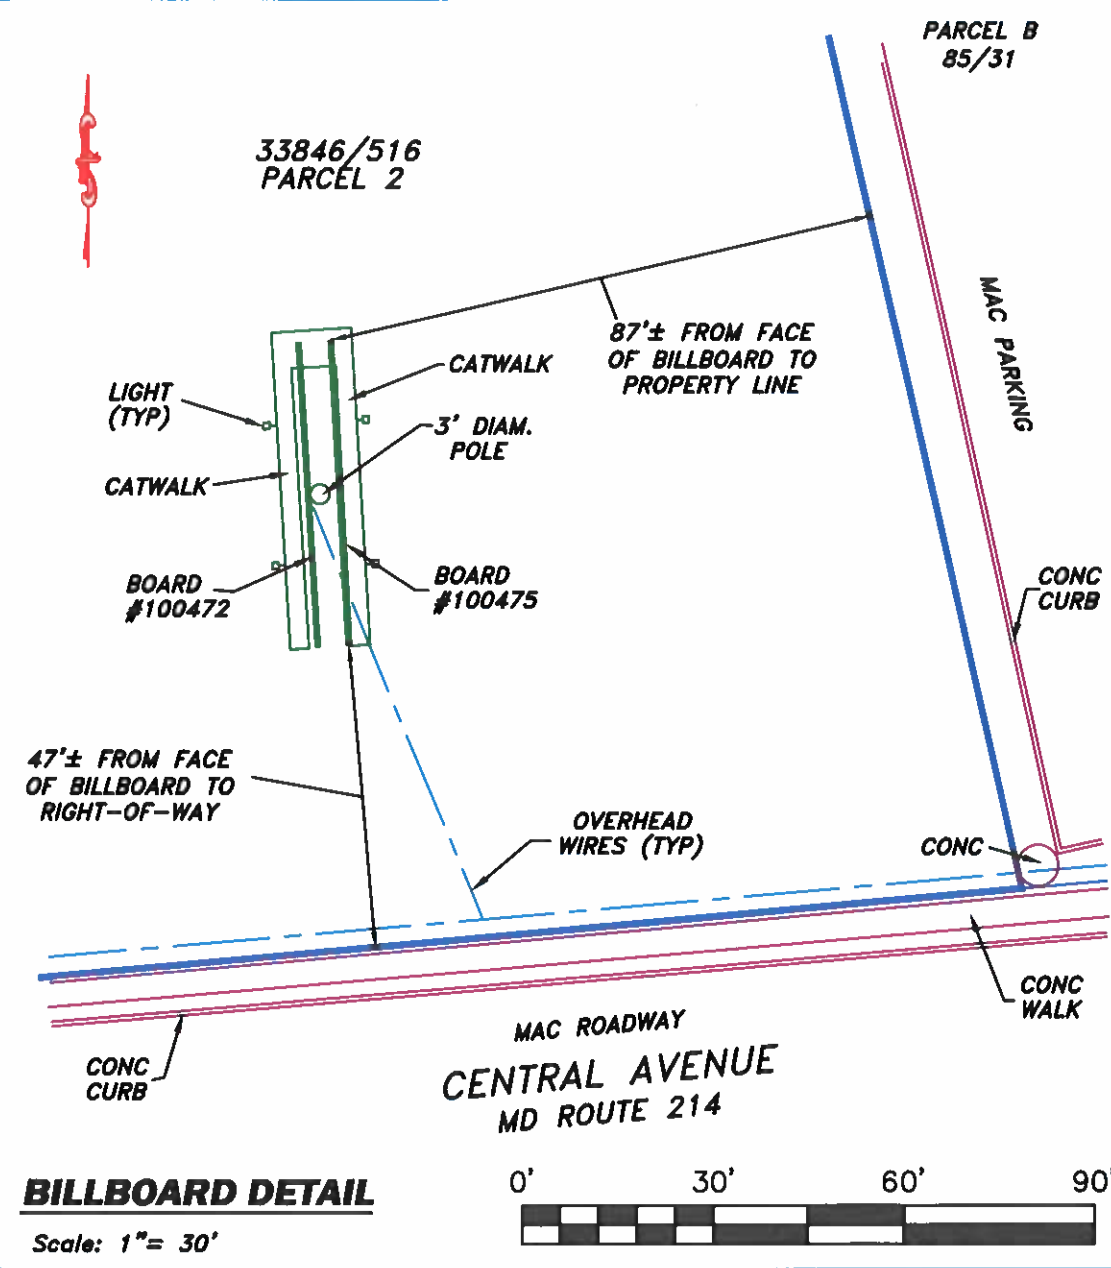 PARCEL B
85/31
33846/516
PARCEL 2
MAC PARKING
87'± FROM FACE
OF BILLBOARD TO
PROPERTY LINE
CATWALK
LIGHT
(TYP)
3' DIAM.
POLE
CATWALK
BOARD
#100472
BOARD
#100475
CONC
CURB
47'± FROM FACE
OF BILLBOARD TO
RIGHT-OF-WAY
OVERHEAD
WIRES (TYP)
CONC
CONC
WALK
MAC ROADWAY
CONC
CURB
CENTRAL AVENUE
MD ROUTE 214
BILLBOARD DETAIL
Scale: 1"= 30'
0' 30' 60' 90'